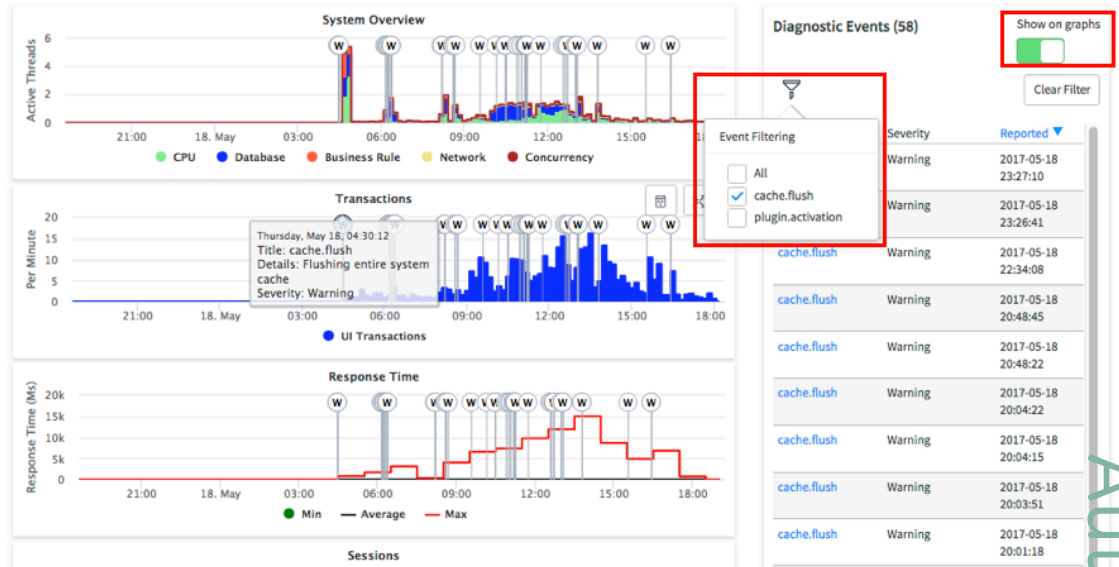 System Overview
Active Threads
6
4
2
0
W W W W W W W W W W W W W W
21:00 18. May 03:00 06:00 09:00 12:00 15:00
CPU Database Business Rule Network Concurrency
Transactions
Per Minute
20
15
10
5
0
W W W W W W W W W W W W
Thursday, May 18, 04:30:12
Title: cache.flush
Details: Flushing entire system
cache
Severity: Warning
21:00 18. May 03:00 06:00 09:00 12:00 15:00 18:00
UI Transactions
Response Time
Response Time (Ms)
20k
15k
10k
5k
0
W W W W W W W W W W W W W
21:00 18. May 03:00 06:00 09:00 12:00 15:00 18:00
Min Average Max
Sessions
Diagnostic Events (58)
Show on graphs
Clear Filter
Event Filtering
All
cache.flush
plugin.activation
Severity Reported ▼
Warning 2017-05-18
23:27:10
Warning 2017-05-18
23:26:41
cache.flush Warning 2017-05-18
22:34:08
cache.flush Warning 2017-05-18
20:48:45
cache.flush Warning 2017-05-18
20:48:22
cache.flush Warning 2017-05-18
20:04:22
cache.flush Warning 2017-05-18
20:04:15
cache.flush Warning 2017-05-18
20:03:51
cache.flush Warning 2017-05-18
20:01:18